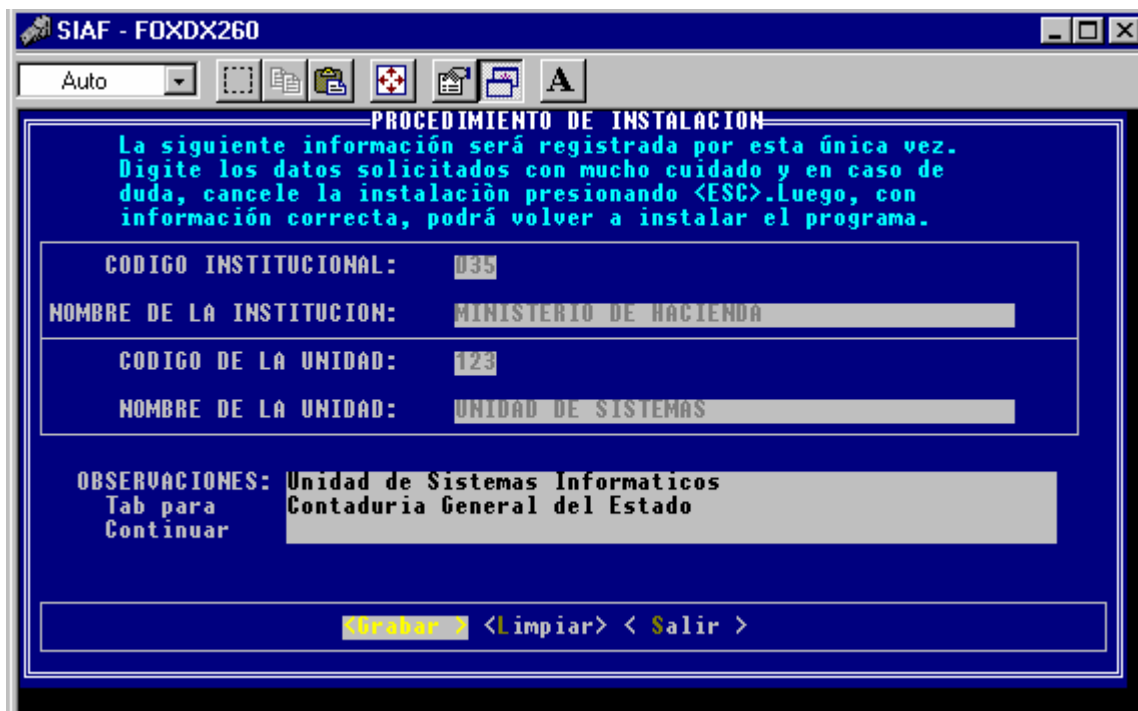 SIAF - FOXDX260
Auto
A
PROCEDIMIENTO DE INSTALACION
La siguiente información será registrada por esta única vez.
Digite los datos solicitados con mucho cuidado y en caso de
duda, cancele la instalaciòn presionando <ESC>.Luego, con
información correcta, podrá volver a instalar el programa.
CODIGO INSTITUCIONAL: D35
NOMBRE DE LA INSTITUCION: MINISTERIO DE HACIENDA
CODIGO DE LA UNIDAD: 123
NOMBRE DE LA UNIDAD: UNIDAD DE SISTEMAS
OBSERVACIONES: Unidad de Sistemas Informaticos
Tab para Contaduria General del Estado
Continuar
<Grabar > <Limpiar> < Salir >